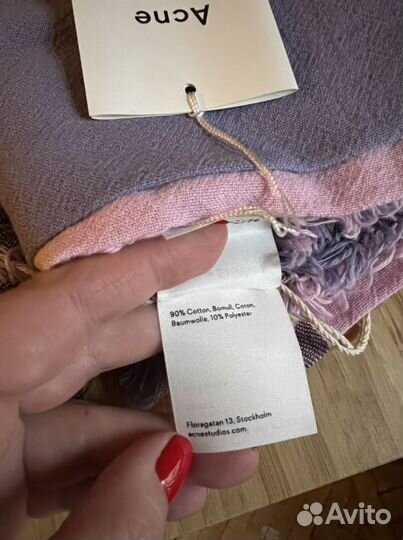 Acne
90% Cotton, Bomull, Coton,
Baumwolle, 10% Polyester
Floragatan 13, Stockholm
acnestudios.com
Avito